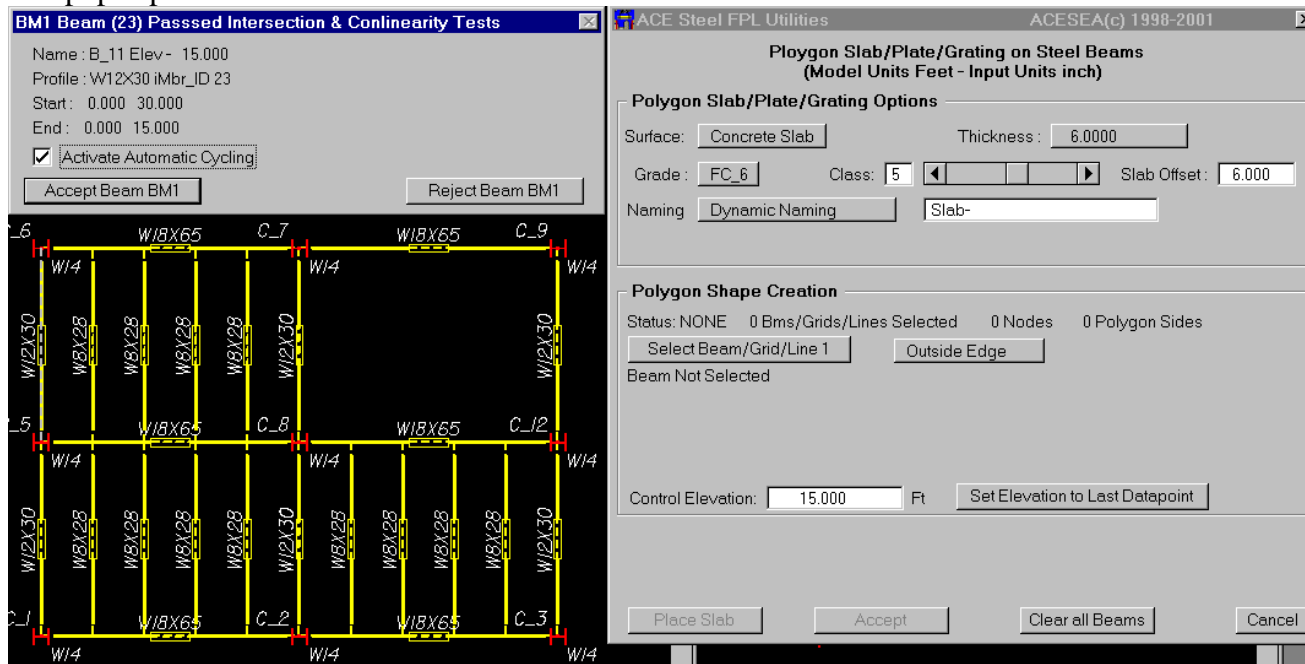 BM1 Beam (23) Passsed Intersection & Conlinearity Tests
Name : B_11 Elev - 15.000
Profile : W12X30 iMbr_ID 23
Start : 0.000 30.000
End : 0.000 15.000
Activate Automatic Cycling
Accept Beam BM1 Reject Beam BM1
_6 W18X65 C_7 W18X65 C_9
W14 W14 W14
W12X30 W8X28 W8X28 W8X28 W8X28 W12X30 W12X30
_5 W18X65 C_8 W18X65 C_12
W14 W14 W14
W12X30 W8X28 W8X28 W8X28 W8X28 W12X30 W8X28 W8X28 W8X28 W8X28 W12X30
C_1 W18X65 C_2 W18X65 C_3
W14 W14 W14
ACE Steel FPL Utilities ACESEA(c) 1998-2001
Ploygon Slab/Plate/Grating on Steel Beams
(Model Units Feet - Input Units inch)
Polygon Slab/Plate/Grating Options
Surface: Concrete Slab Thickness : 6.0000
Grade : FC_6 Class: 5 Slab Offset : 6.000
Naming Dynamic Naming Slab-
Polygon Shape Creation
Status: NONE 0 Bms/Grids/Lines Selected 0 Nodes 0 Polygon Sides
Select Beam/Grid/Line 1 Outside Edge
Beam Not Selected
Control Elevation: 15.000 Ft Set Elevation to Last Datapoint
Place Slab Accept Clear all Beams Cancel